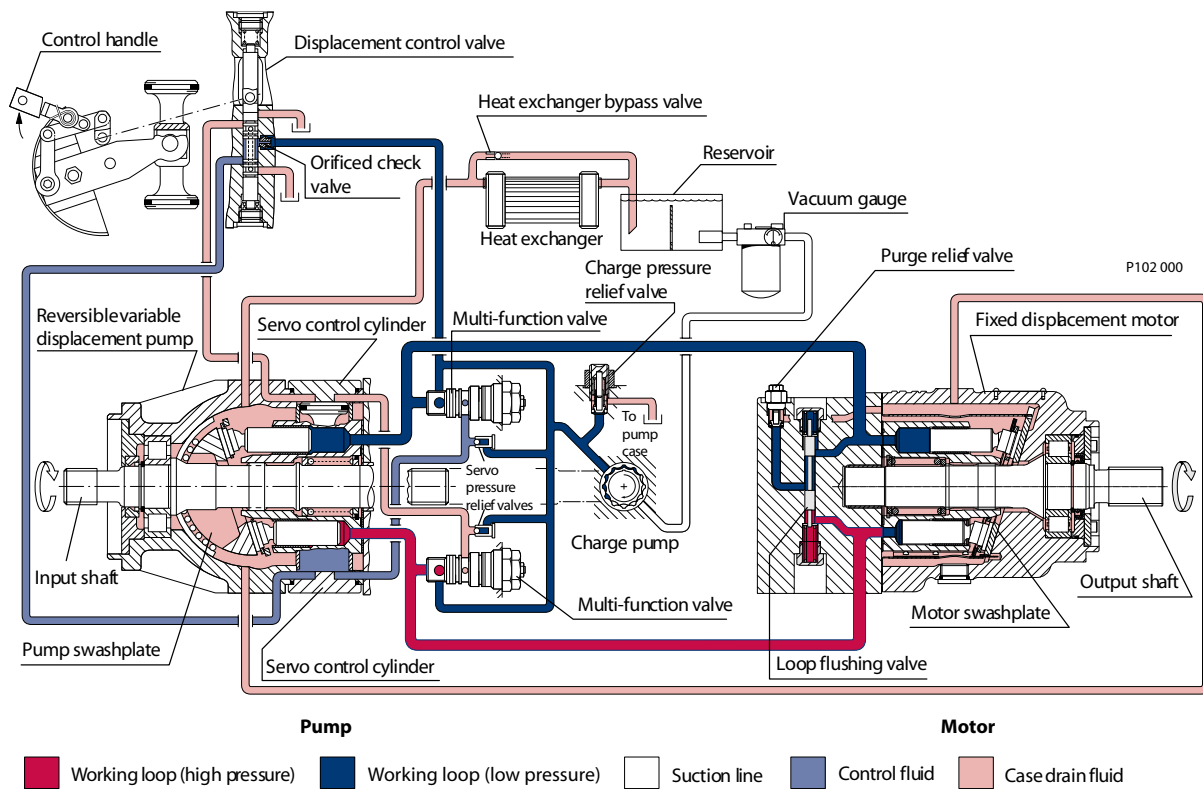 Control handle
Displacement control valve
Heat exchanger bypass valve
Reservoir
Orificed check
valve
Vacuum gauge
Heat exchanger
Purge relief valve
Charge pressure
relief valve
P102 000
Reversible variable
displacement pump
Servo control cylinder
Multi-function valve
Fixed displacement motor
To
pump
case
Servo
pressure
relief valves
Charge pump
Input shaft
Output shaft
Multi-function valve
Motor swashplate
Pump swashplate
Servo control cylinder
Loop flushing valve
Pump
Motor
Working loop (high pressure)
Working loop (low pressure)
Suction line
Control fluid
Case drain fluid